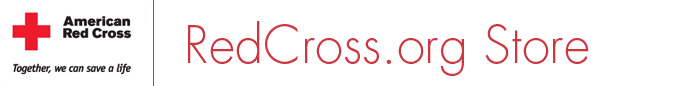 American
Red Cross
Together, we can save a life
RedCross.org Store